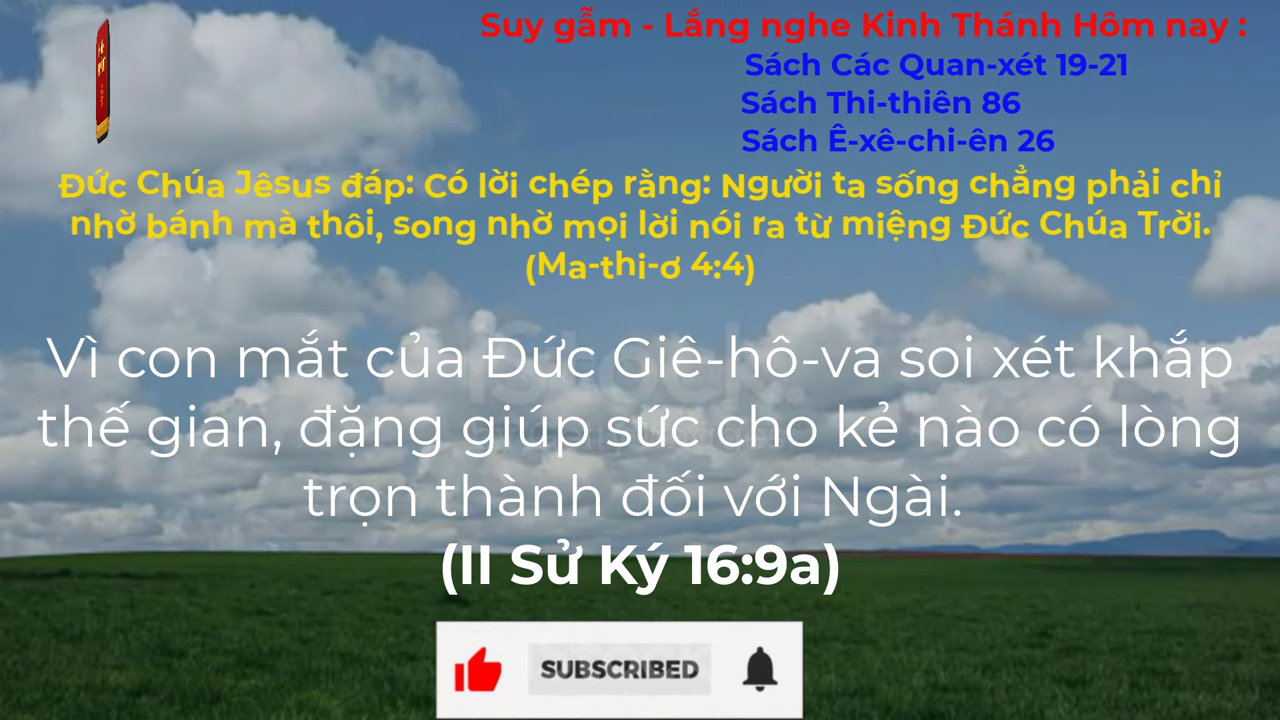 Suy gẫm - Lắng nghe Kinh Thánh Hôm nay :
Sách Các Quan-xét 19-21
Sách Thi-thiên 86
Sách Ê-xê-chi-ên 26
Đức Chúa Jêsus đáp: Có lời chép rằng: Người ta sống chẳng phải chỉ
nhờ bánh mà thôi, song nhờ mọi lời nói ra từ miệng Đức Chúa Trời.
(Ma-thi-ơ 4:4)
Vì con mắt của Đức Giê-hô-va soi xét khắp
thế gian, đặng giúp sức cho kẻ nào có lòng
trọn thành đối với Ngài.
(II Sử Ký 16:9a)
SUBSCRIBED
iStock